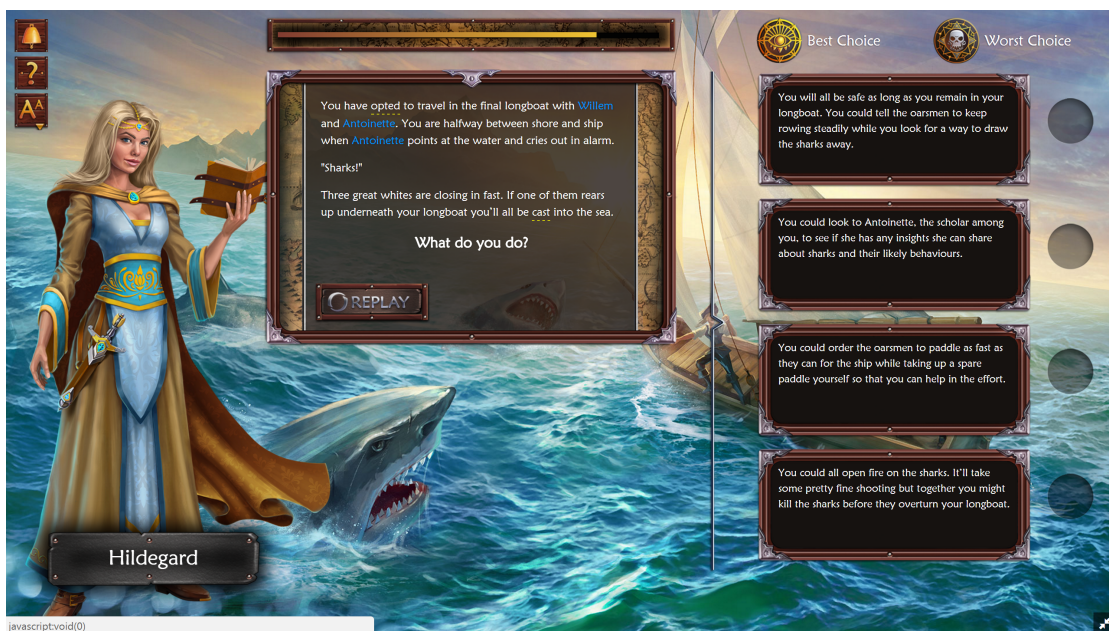 You have opted to travel in the final longboat with Willem
and Antoinette. You are halfway between shore and ship
when Antoinette points at the water and cries out in alarm.
"Sharks!"
Three great whites are closing in fast. If one of them rears
up underneath your longboat you'll all be cast into the sea.
What do you do?
REPLAY
Hildegard
Best Choice
Worst Choice
You will all be safe as long as you remain in your
longboat. You could tell the oarsmen to keep
rowing steadily while you look for a way to draw
the sharks away.
You could look to Antoinette, the scholar among
you, to see if she has any insights she can share
about sharks and their likely behaviours.
You could order the oarsmen to paddle as fast as
they can for the ship while taking up a spare
paddle yourself so that you can help in the effort.
You could all open fire on the sharks. It'll take
some pretty fine shooting but together you might
kill the sharks before they overturn your longboat.
?
AA
javascript:void(0)